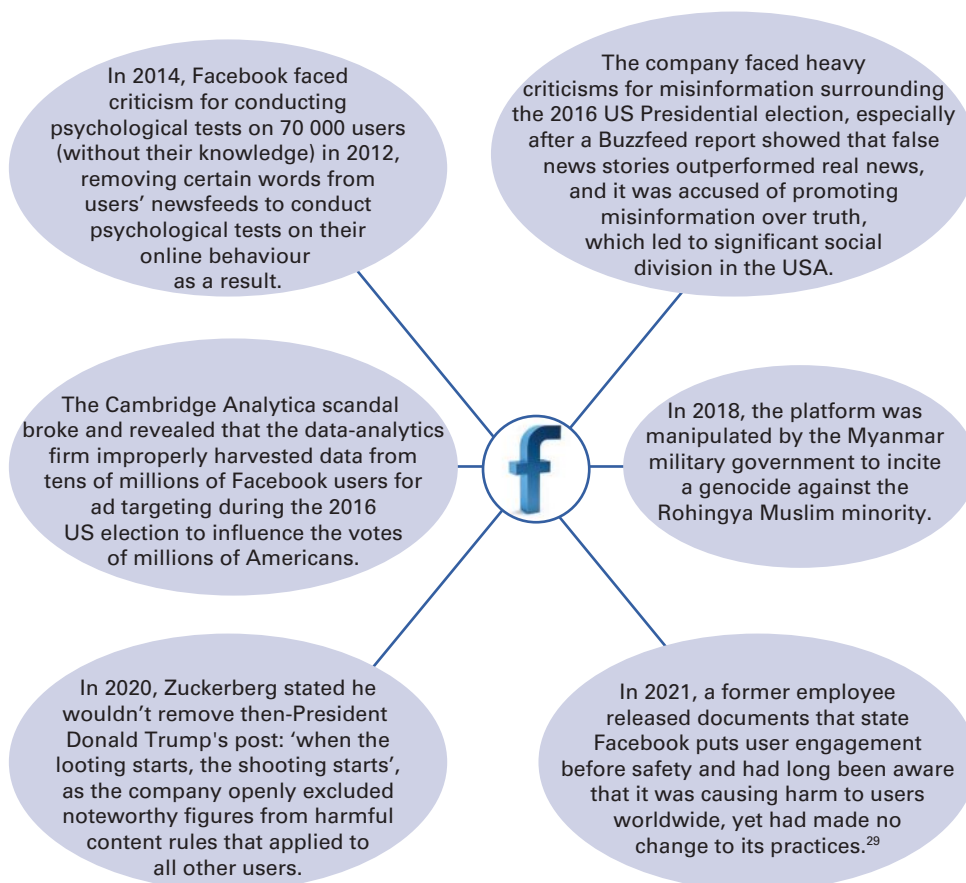 In 2014, Facebook faced
criticism for conducting
psychological tests on 70 000 users
(without their knowledge) in 2012,
removing certain words from
users’ newsfeeds to conduct
psychological tests on their
online behaviour
as a result.
The company faced heavy
criticisms for misinformation surrounding
the 2016 US Presidential election, especially
after a Buzzfeed report showed that false
news stories outperformed real news,
and it was accused of promoting
misinformation over truth,
which led to significant social
division in the USA.
The Cambridge Analytica scandal
broke and revealed that the data-analytics
firm improperly harvested data from
tens of millions of Facebook users for
ad targeting during the 2016
US election to influence the votes
of millions of Americans.
f
In 2018, the platform was
manipulated by the Myanmar
military government to incite
a genocide against the
Rohingya Muslim minority.
In 2020, Zuckerberg stated he
wouldn’t remove then-President
Donald Trump's post: ‘when the
looting starts, the shooting starts’,
as the company openly excluded
noteworthy figures from harmful
content rules that applied to
all other users.
In 2021, a former employee
released documents that state
Facebook puts user engagement
before safety and had long been aware
that it was causing harm to users
worldwide, yet had made no
change to its practices.²⁹